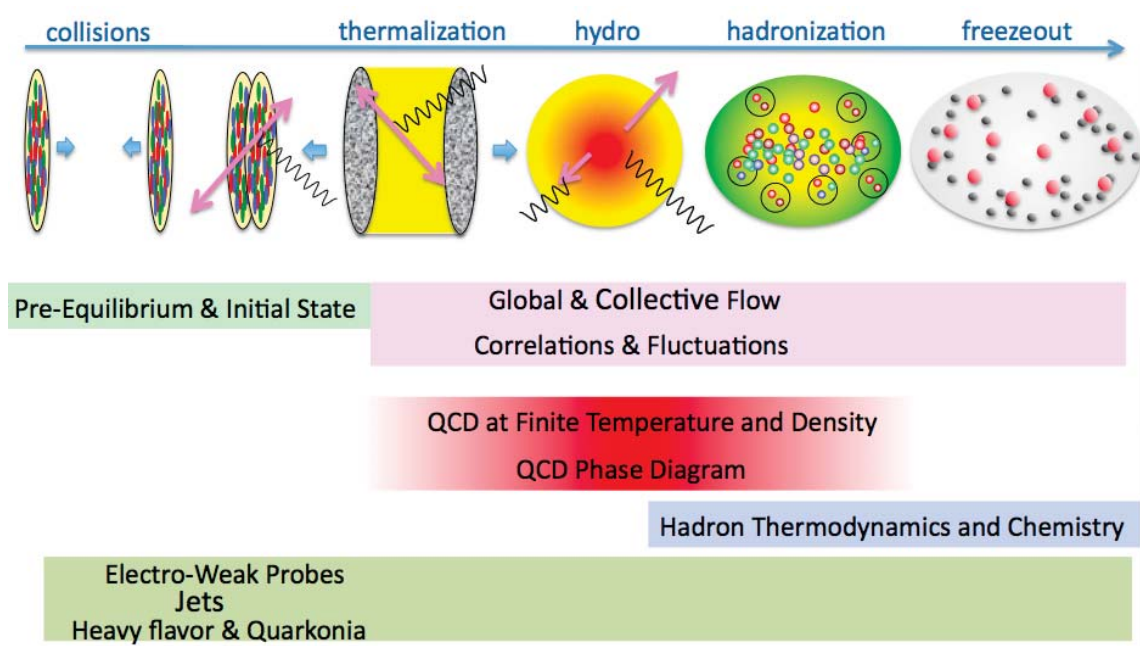 collisions thermalization hydro hadronization freezeout
Pre-Equilibrium & Initial State
Global & Collective Flow
Correlations & Fluctuations
QCD at Finite Temperature and Density
QCD Phase Diagram
Hadron Thermodynamics and Chemistry
Electro-Weak Probes
Jets
Heavy flavor & Quarkonia